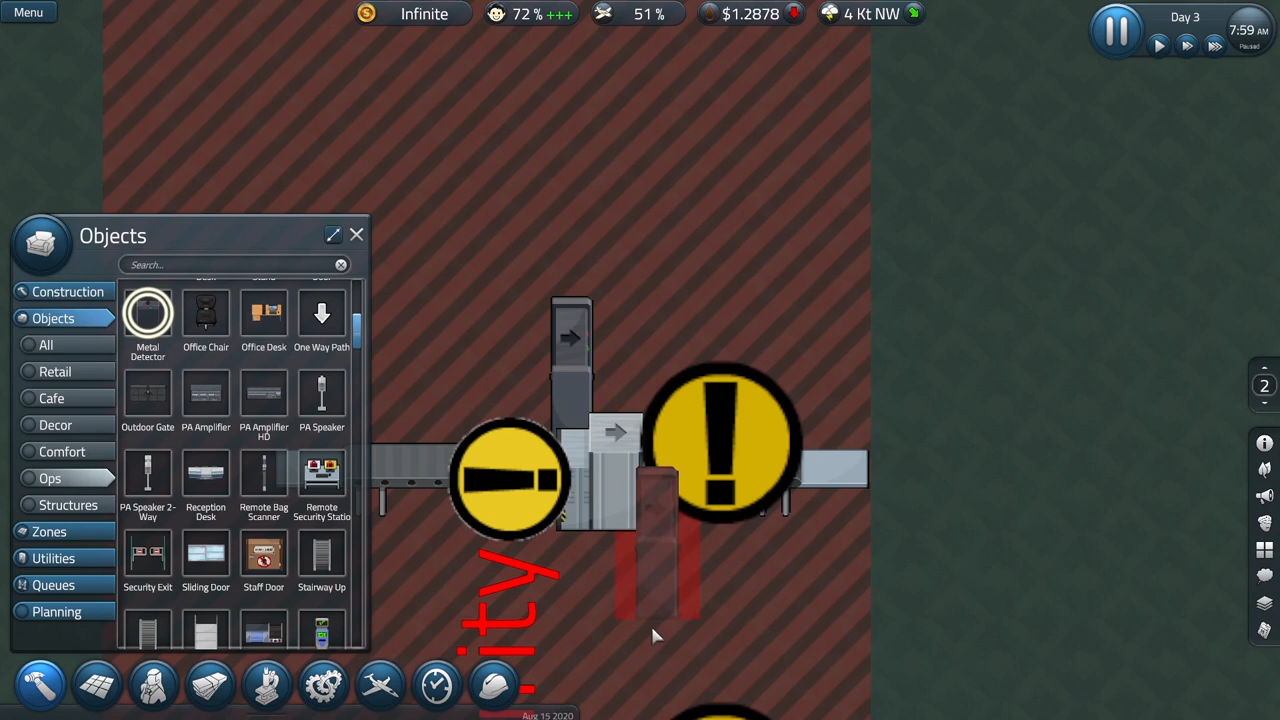 Menu
Infinite
72 % +++
51 %
$1.2878
4 Kt NW
Day 3
7:59 AM
Paused
Objects
Search...
Construction
Objects
All
Retail
Cafe
Decor
Comfort
Ops
Structures
Zones
Utilities
Queues
Planning
Metal Detector
Office Chair
Office Desk
One Way Path
Outdoor Gate
PA Amplifier
PA Amplifier HD
PA Speaker
PA Speaker 2-Way
Reception Desk
Remote Bag Scanner
Remote Security Statio
Security Exit
Sliding Door
Staff Door
Stairway Up
ity
2
Aug 15 2020